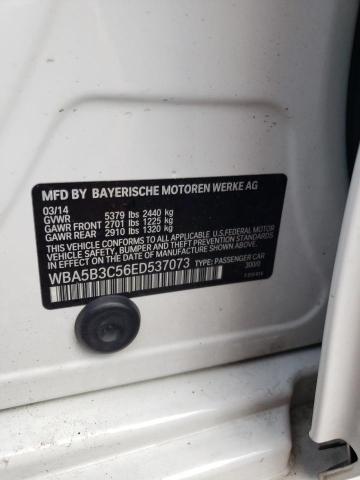 MFD BY BAYERISCHE MOTOREN WERKE AG
03/14
GVWR 5379 lbs 2440 kg
GAWR FRONT 2701 lbs 1225 kg
GAWR REAR 2910 lbs 1320 kg
THIS VEHICLE CONFORMS TO ALL APPLICABLE FEDERAL MOTOR
VEHICLE SAFETY, BUMPER, AND THEFT PREVENTION STANDARDS
IN EFFECT ON THE DATE OF MANUFACTURE SHOWN ABOVE.
WBA5B3C56ED537073 TYPE: PASSENGER CAR
300/0